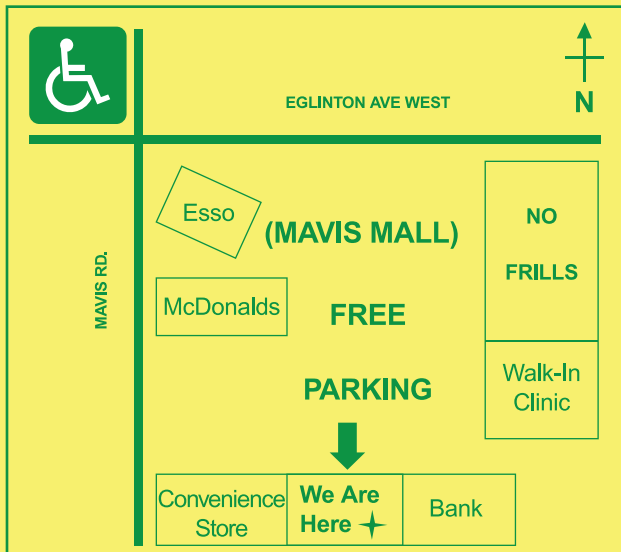 EGLINTON AVE WEST
N
MAVIS RD.
Esso
(MAVIS MALL)
NO
FRILLS
McDonalds
FREE
PARKING
Walk-In
Clinic
Convenience
Store
We Are
Here
Bank